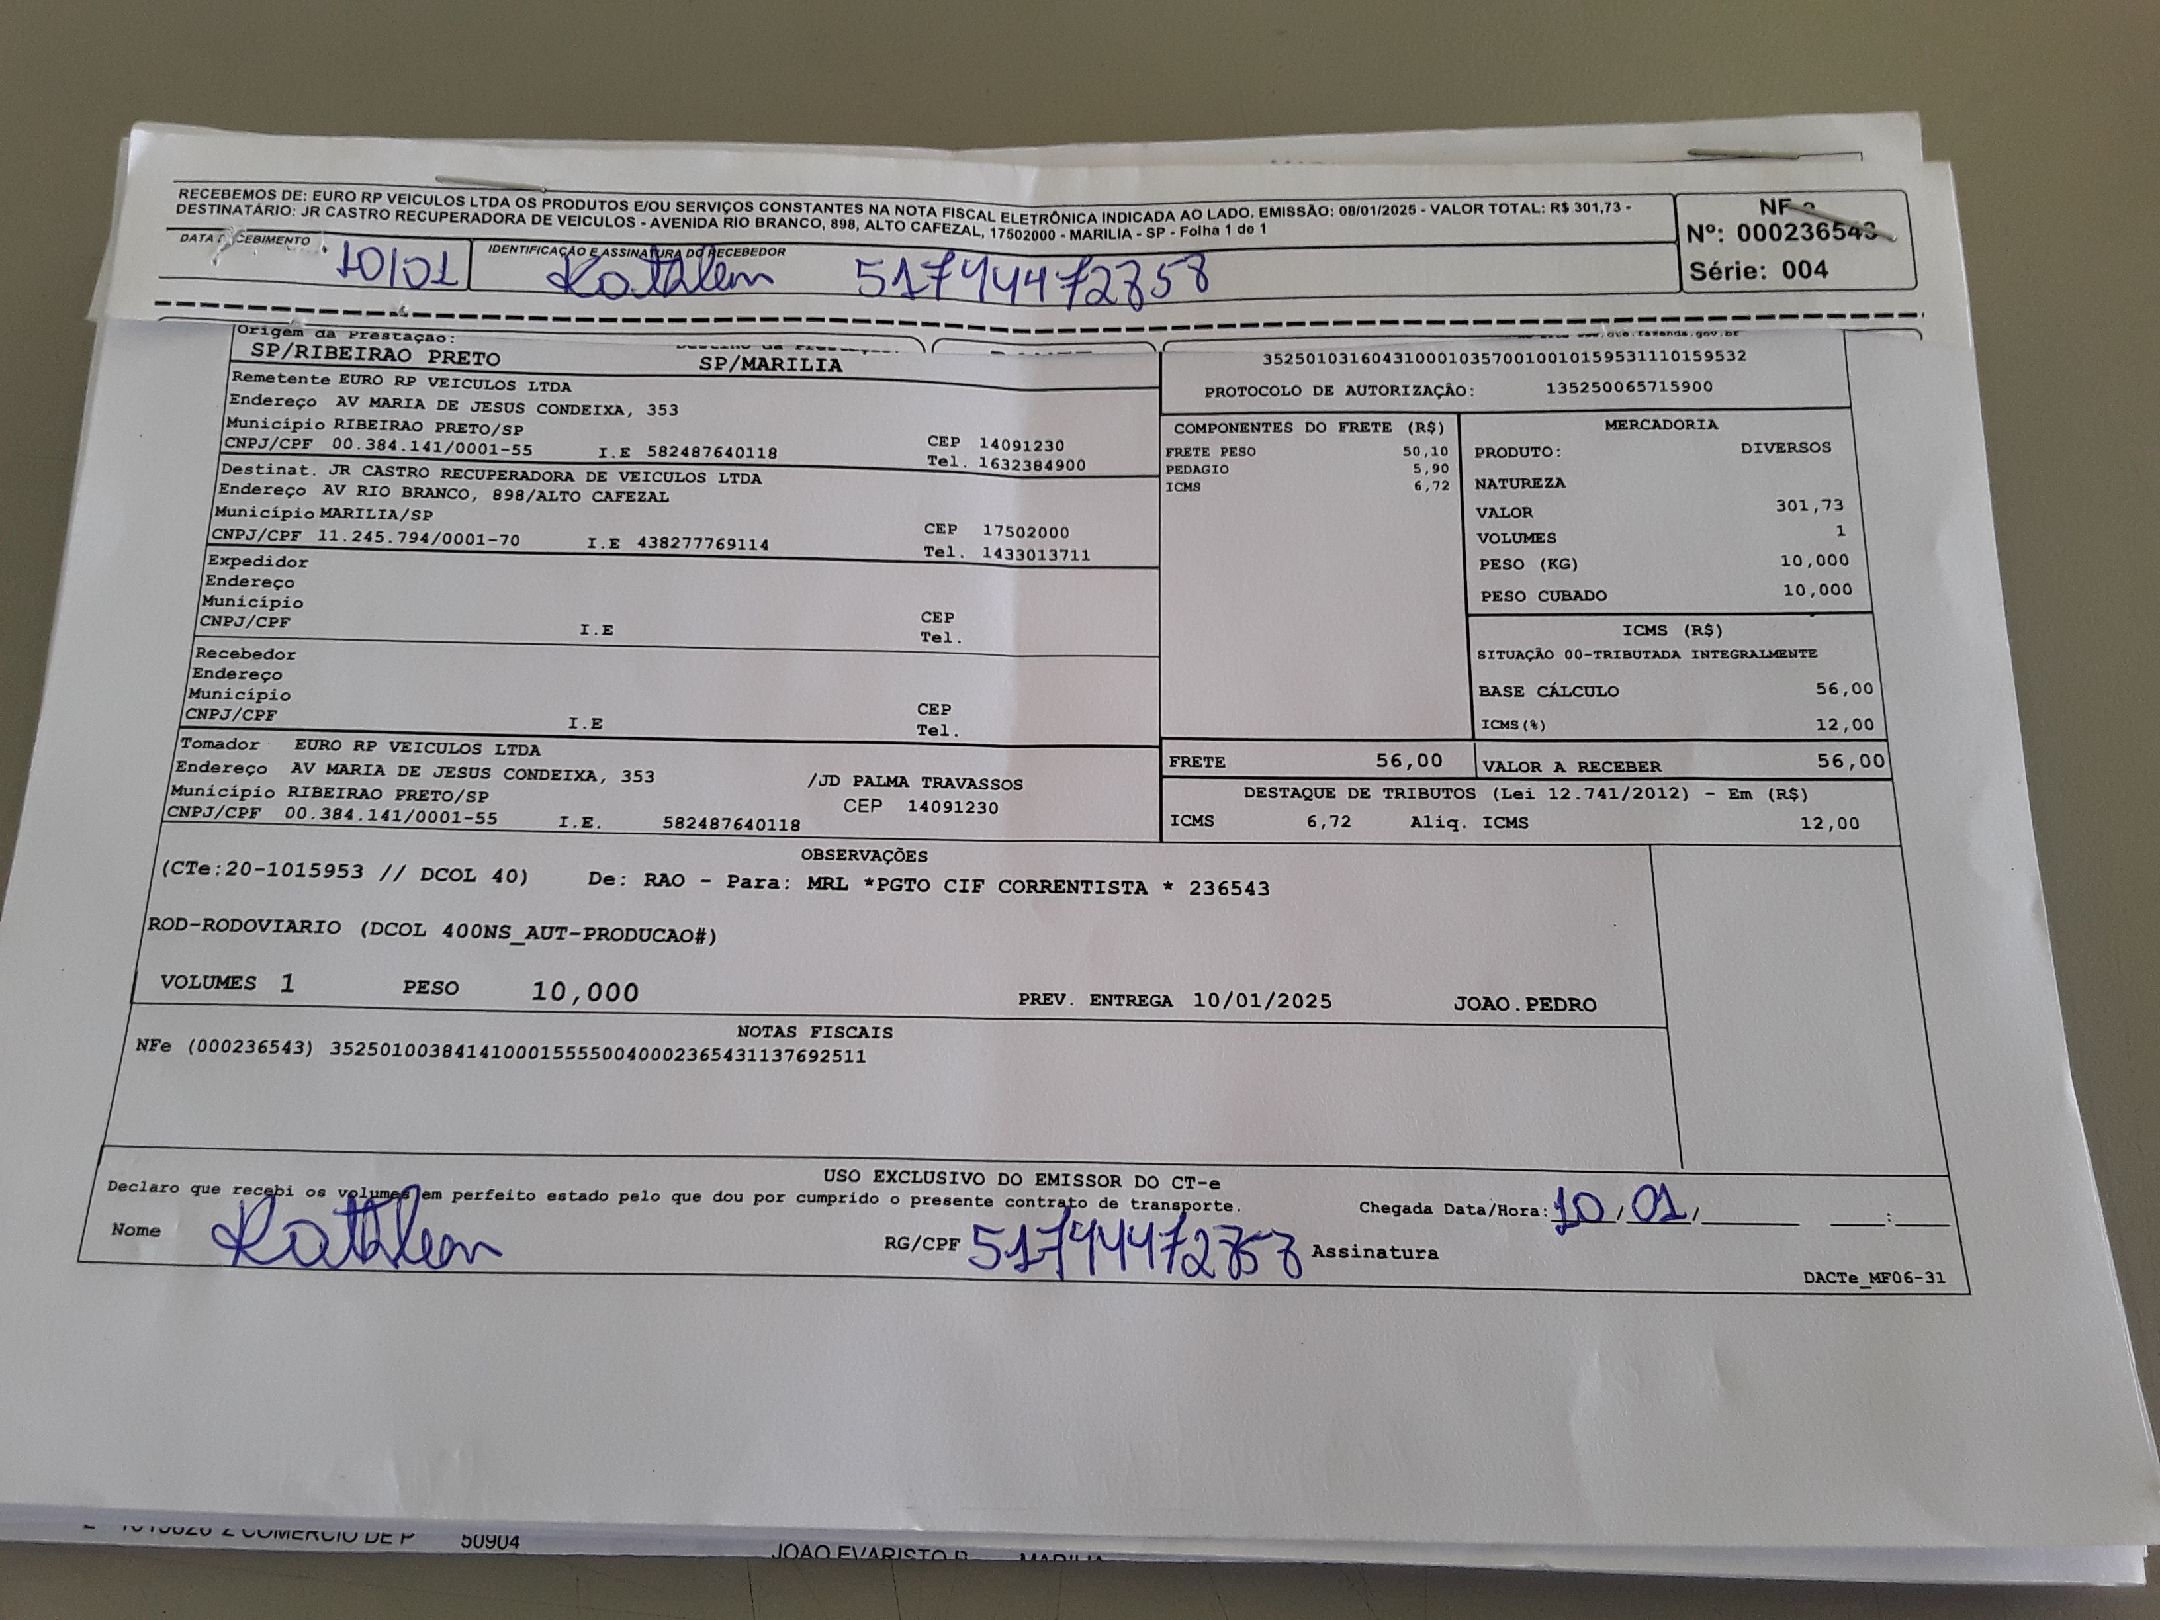 RECEBEMOS DE: EURO RP VEICULOS LTDA OS PRODUTOS E/OU SERVIÇOS CONSTANTES NA NOTA FISCAL ELETRÔNICA INDICADA AO LADO. EMISSÃO: 08/01/2025 - VALOR TOTAL: R$ 301,73 -
DESTINATÁRIO: JR CASTRO RECUPERADORA DE VEICULOS - AVENIDA RIO BRANCO, 898, ALTO CAFEZAL, 17502000 - MARILIA - SP - Folha 1 de 1
Nº: 000236543
Série: 004
IDENTIFICAÇÃO E ASSINATURA DO RECEBEDOR
10/01 Kathleen 51744472858
Origem da Prestação:
SP/RIBEIRAO PRETO SP/MARILIA
Remetente EURO RP VEICULOS LTDA
Endereço AV MARIA DE JESUS CONDEIXA, 353
Município RIBEIRAO PRETO/SP CEP 14091230
CNPJ/CPF 00.384.141/0001-55 I.E 582487640118 Tel. 1632384900
Destinat. JR CASTRO RECUPERADORA DE VEICULOS LTDA
Endereço AV RIO BRANCO, 898/ALTO CAFEZAL
Município MARILIA/SP CEP 17502000
CNPJ/CPF 11.245.794/0001-70 I.E 438277769114 Tel. 1433013711
Expedidor
Endereço
Município CEP
CNPJ/CPF I.E Tel.
Recebedor
Endereço
Município CEP
CNPJ/CPF I.E Tel.
Tomador EURO RP VEICULOS LTDA
Endereço AV MARIA DE JESUS CONDEIXA, 353 /JD PALMA TRAVASSOS
Município RIBEIRAO PRETO/SP CEP 14091230
CNPJ/CPF 00.384.141/0001-55 I.E. 582487640118
35250103160431000103570010010159531110159532
PROTOCOLO DE AUTORIZAÇÃO: 135250065715900
COMPONENTES DO FRETE (R$)
FRETE PESO 50,10
PEDAGIO 5,90
ICMS 6,72
MERCADORIA
PRODUTO: DIVERSOS
NATUREZA
VALOR 301,73
VOLUMES 1
PESO (KG) 10,000
PESO CUBADO 10,000
ICMS (R$)
SITUAÇÃO 00-TRIBUTADA INTEGRALMENTE
BASE CÁLCULO 56,00
ICMS(%) 12,00
FRETE 56,00 VALOR A RECEBER 56,00
DESTAQUE DE TRIBUTOS (Lei 12.741/2012) - Em (R$)
ICMS 6,72 Aliq. ICMS 12,00
OBSERVAÇÕES
(CTe:20-1015953 // DCOL 40) De: RAO - Para: MRL *PGTO CIF CORRENTISTA * 236543
ROD-RODOVIARIO (DCOL 400NS_AUT-PRODUCAO#)
VOLUMES 1 PESO 10,000 PREV. ENTREGA 10/01/2025 JOAO.PEDRO
NOTAS FISCAIS
NFe (000236543) 35250100384141000155550040002365431137692511
USO EXCLUSIVO DO EMISSOR DO CT-e
Declaro que recebi os volumes em perfeito estado pelo que dou por cumprido o presente contrato de transporte.
Chegada Data/Hora: 10/01/
Nome Kathleen RG/CPF 51744472858 Assinatura
DACTe_MF06-31
COMERCIO DE P 50904
JOAO EVARISTO